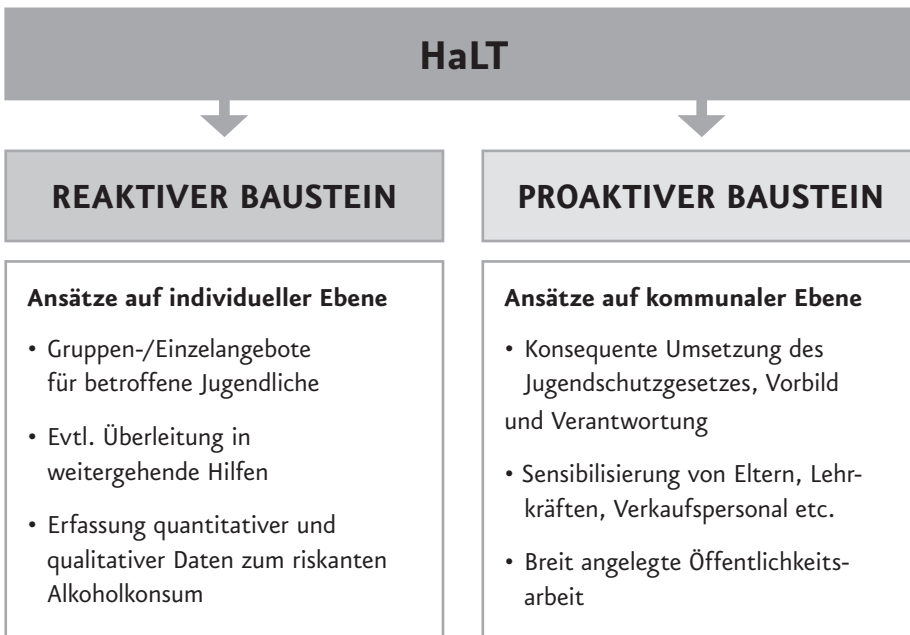 HaLT
REAKTIVER BAUSTEIN
Ansätze auf individueller Ebene
• Gruppen-/Einzelangebote
für betroffene Jugendliche
• Evtl. Überleitung in
weitergehende Hilfen
• Erfassung quantitativer und
qualitativer Daten zum riskanten
Alkoholkonsum
PROAKTIVER BAUSTEIN
Ansätze auf kommunaler Ebene
• Konsequente Umsetzung des
Jugendschutzgesetzes, Vorbild
und Verantwortung
• Sensibilisierung von Eltern, Lehr-
kräften, Verkaufspersonal etc.
• Breit angelegte Öffentlichkeits-
arbeit